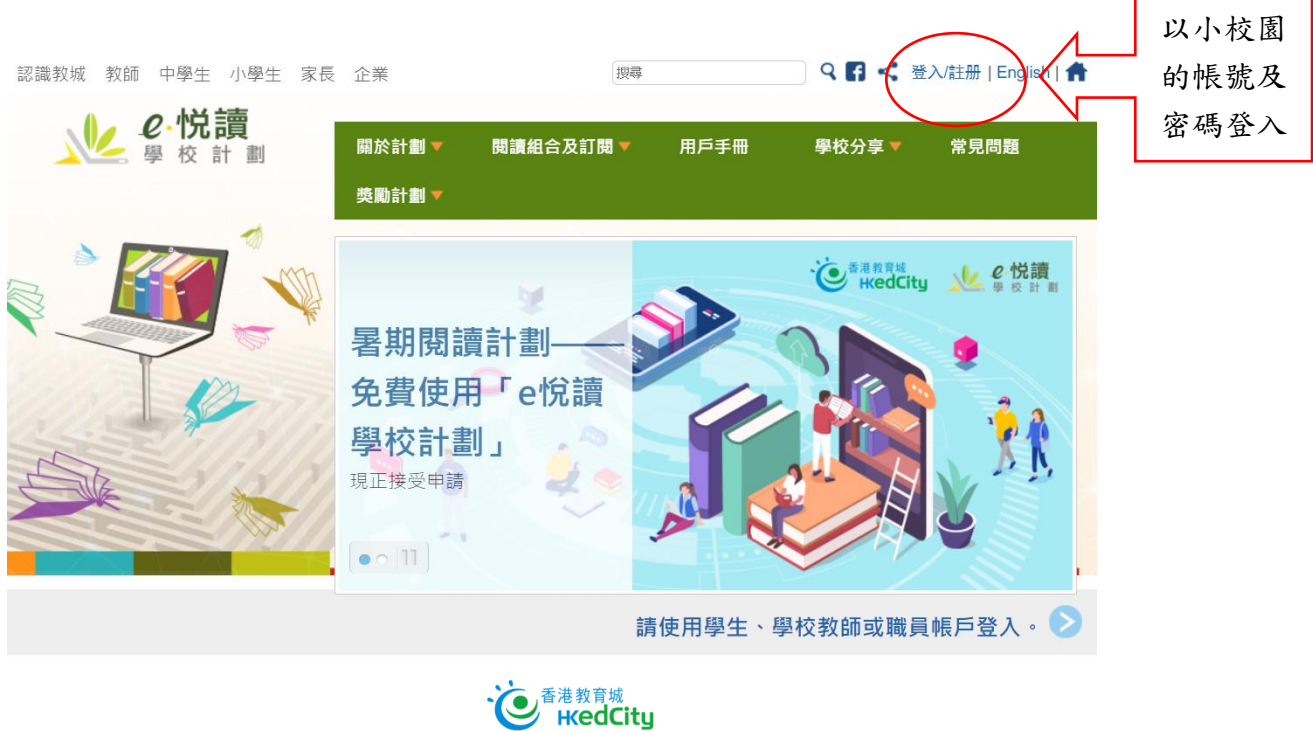 以小校園
的帳號及
密碼登入
認識教城 教師 中學生 小學生 家長 企業
搜尋
登入/註冊 | English |
e·悅讀
學校計劃
關於計劃 閱讀組合及訂閱 用戶手冊 學校分享 常見問題
獎勵計劃
香港教育城
HKedCity
e悅讀
學校計劃
暑期閱讀計劃——
免費使用「e悅讀
學校計劃」
現正接受申請
請使用學生、學校教師或職員帳戶登入。
香港教育城
HKedCity